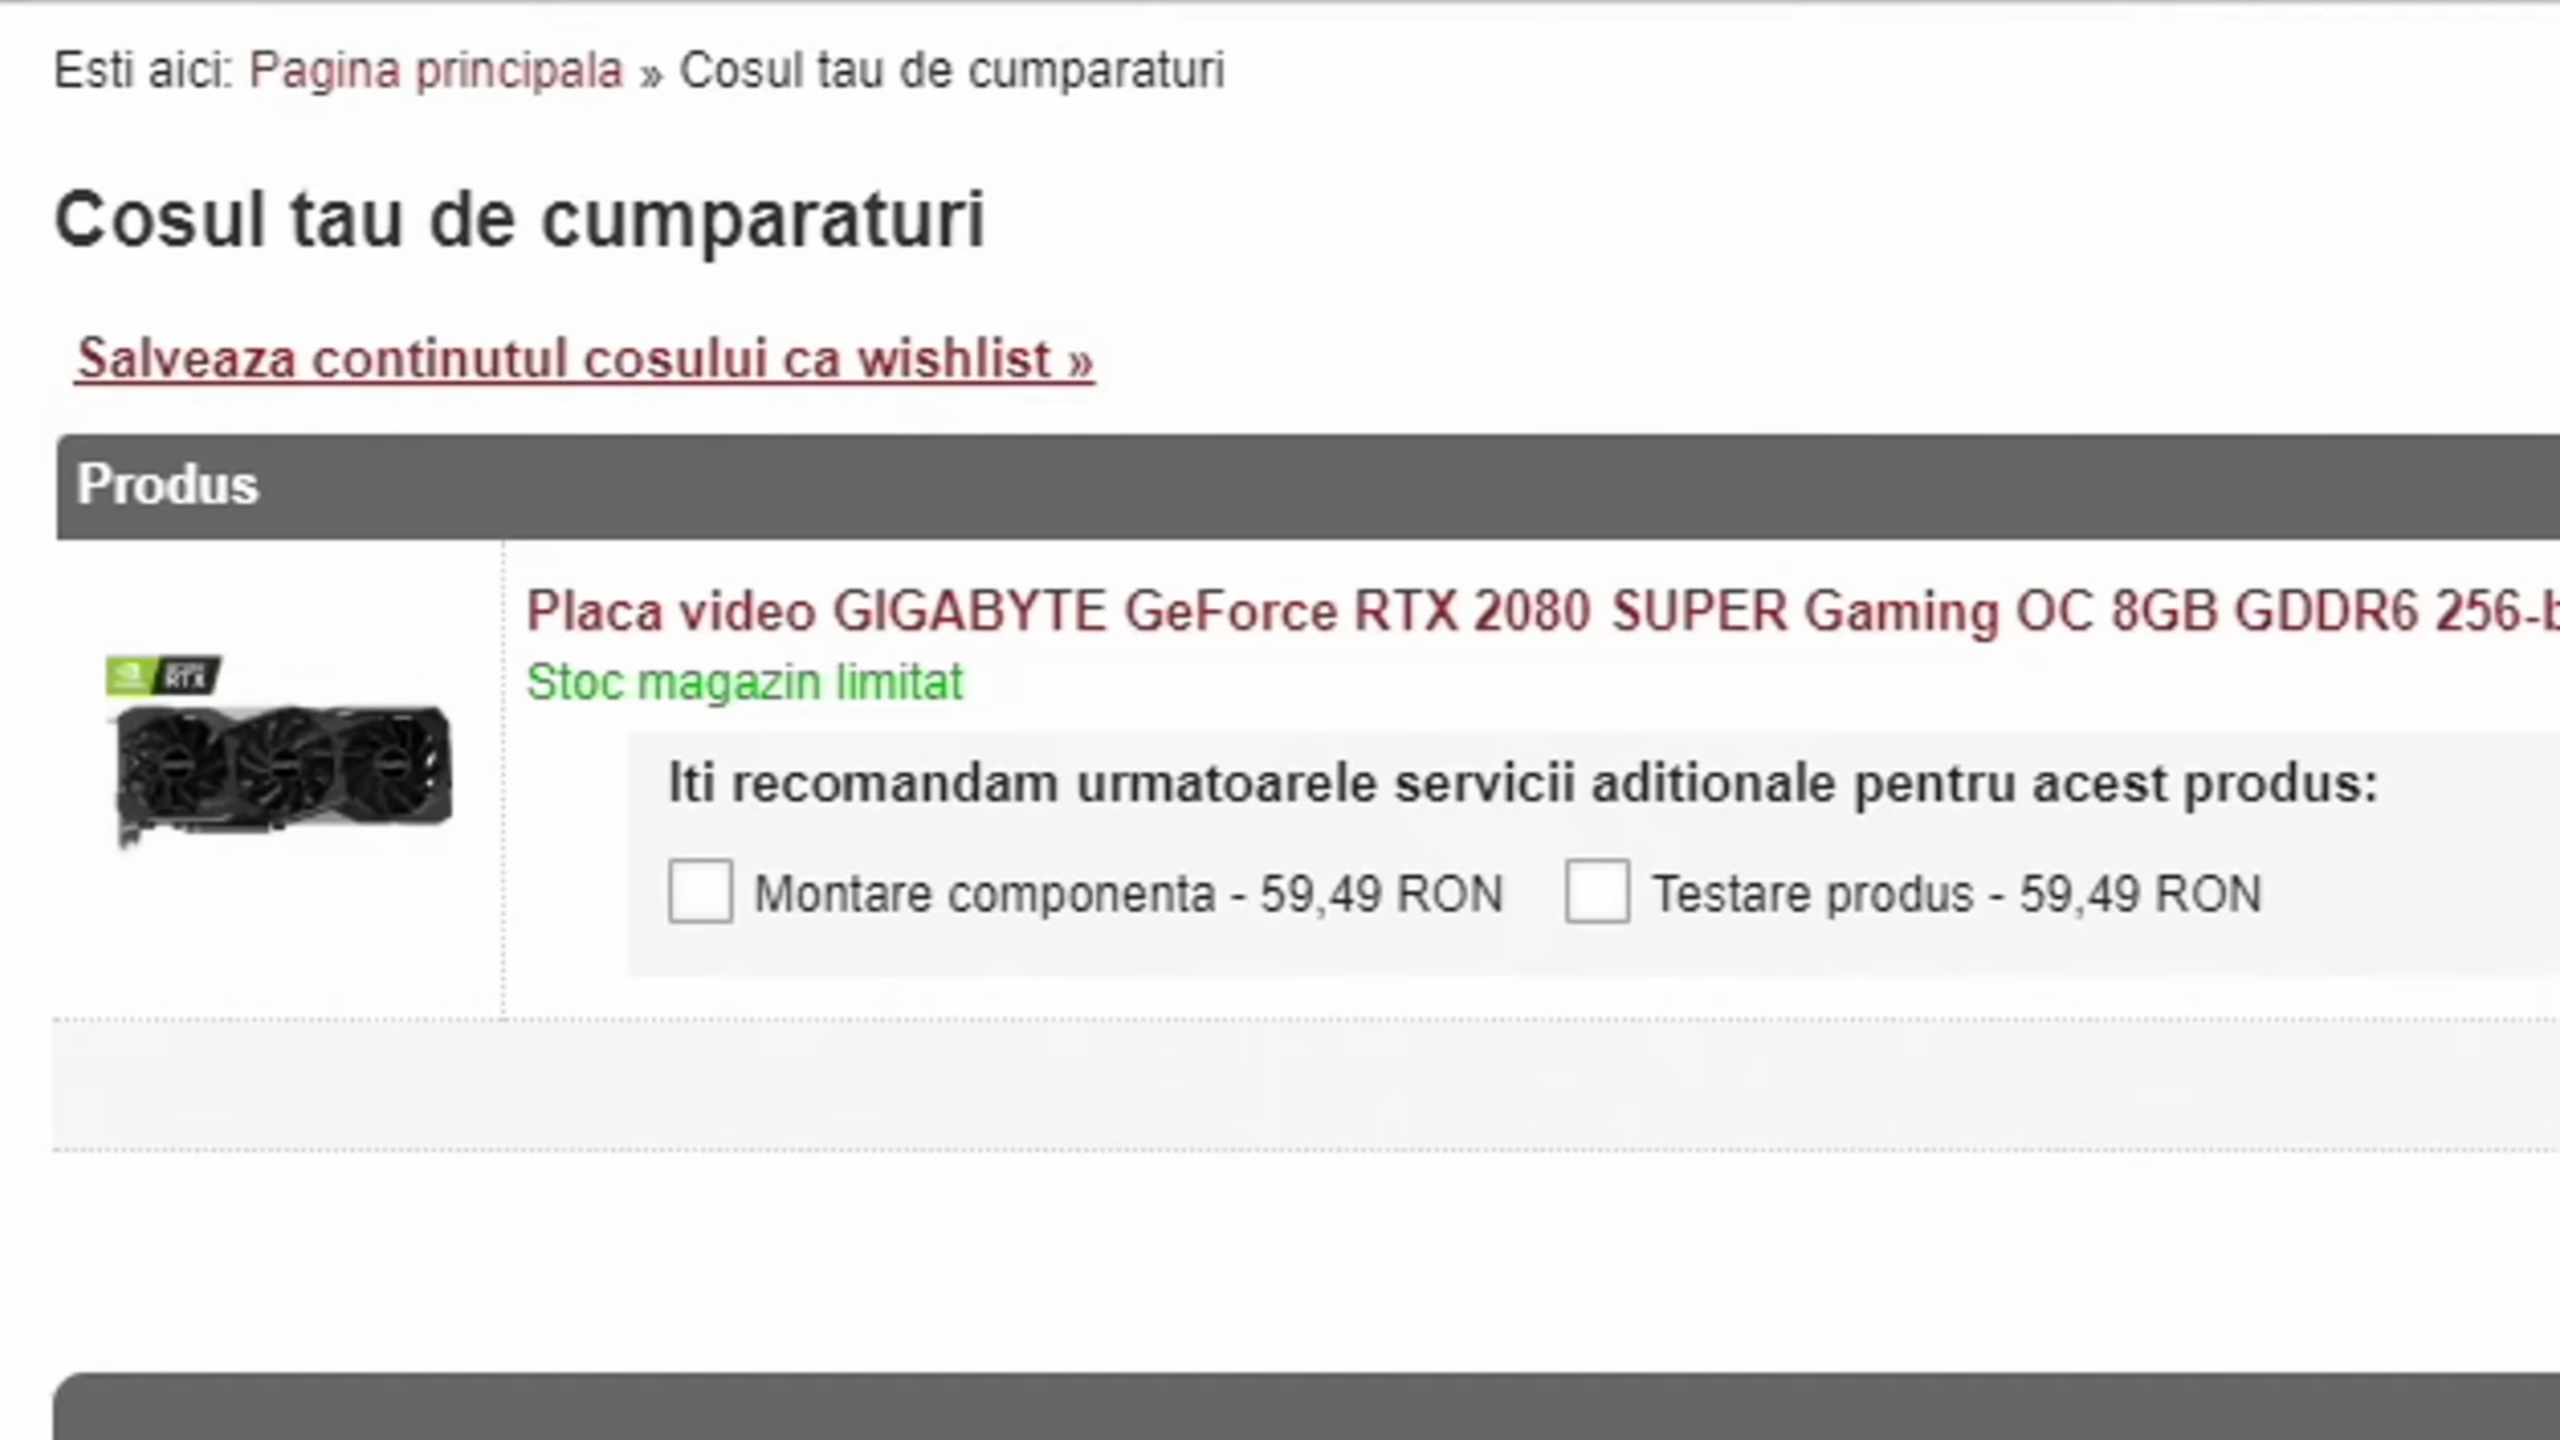 Esti aici: Pagina principala » Cosul tau de cumparaturi
Cosul tau de cumparaturi
Salveaza continutul cosului ca wishlist »
Produs
Placa video GIGABYTE GeForce RTX 2080 SUPER Gaming OC 8GB GDDR6 256-b
RTX
Stoc magazin limitat
Iti recomandam urmatoarele servicii aditionale pentru acest produs:
Montare componenta - 59,49 RON Testare produs - 59,49 RON